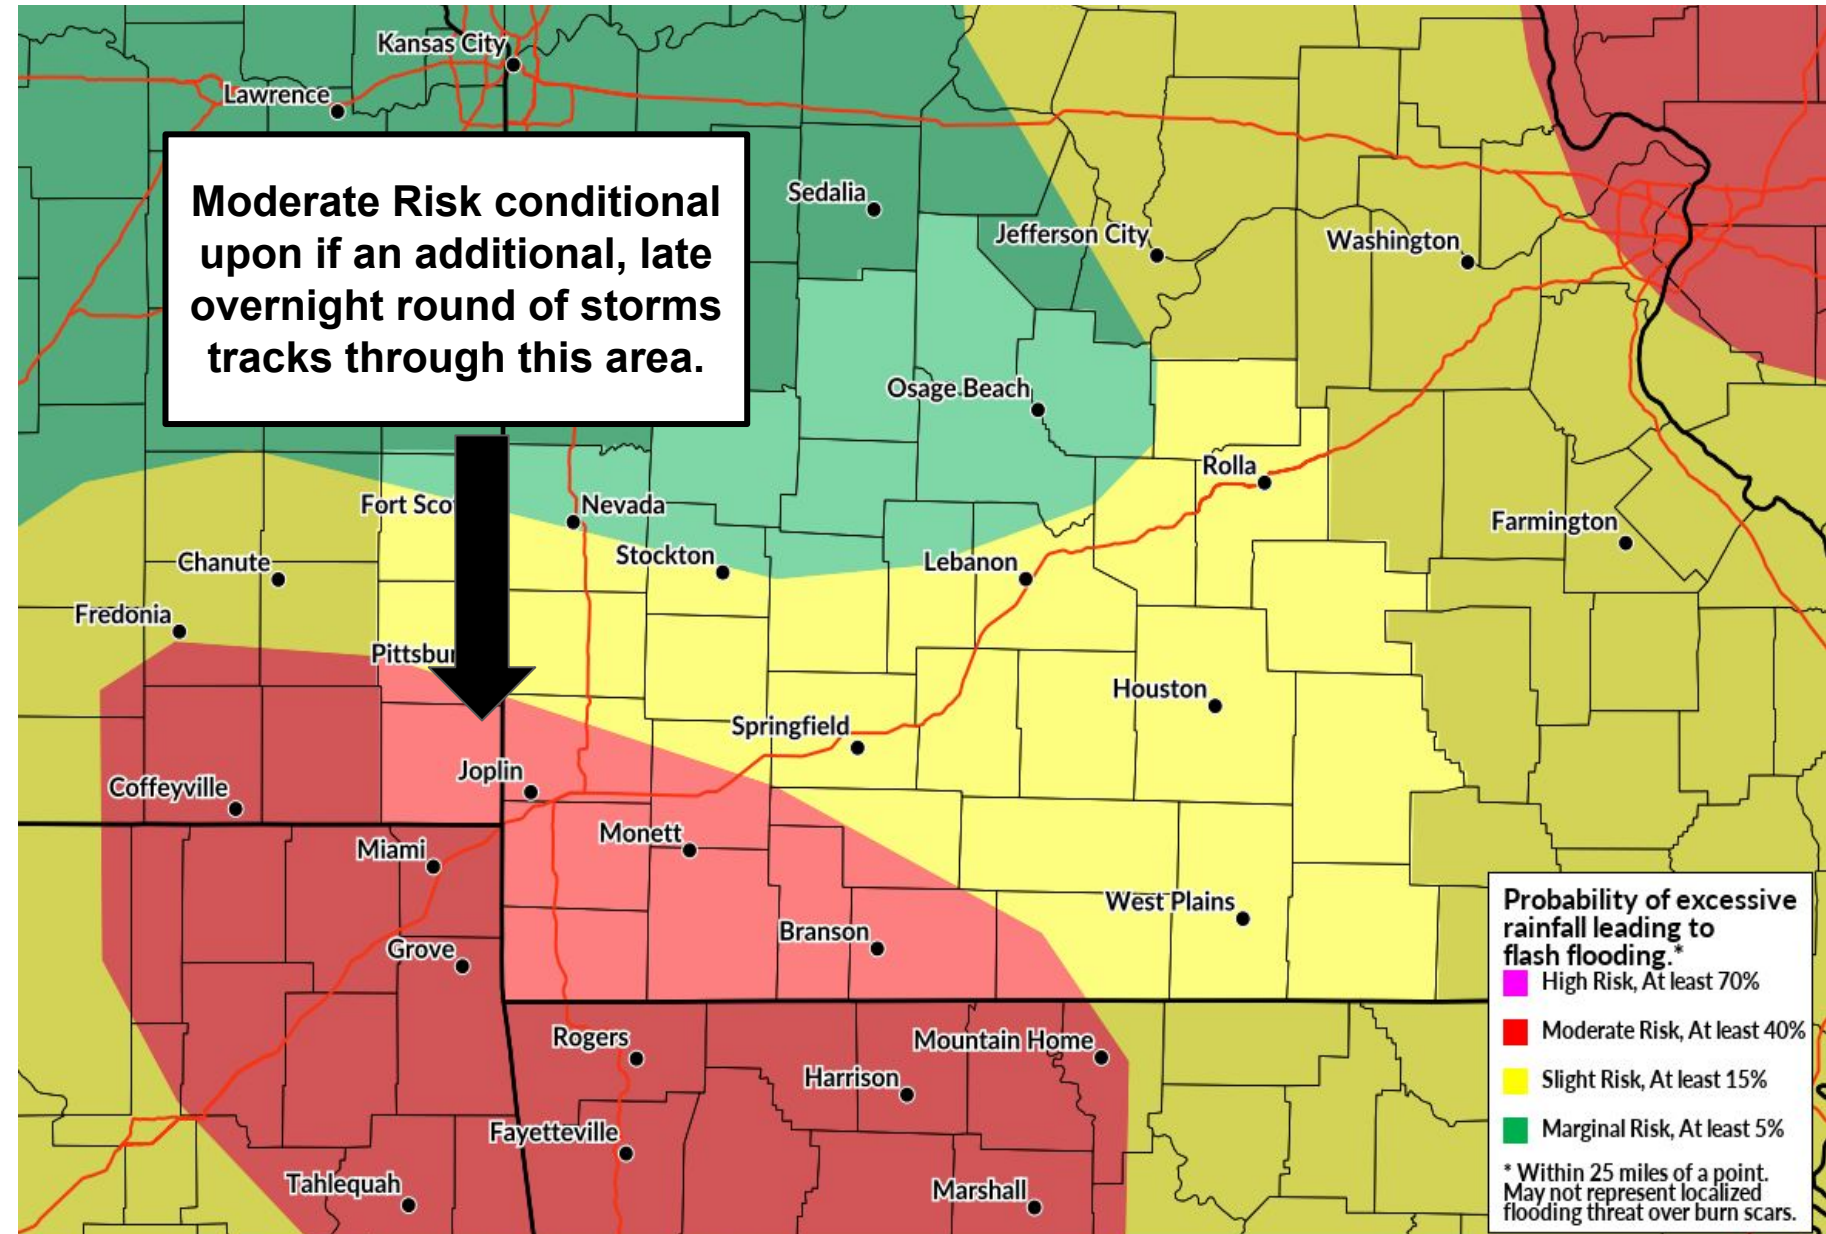 Kansas City
Lawrence
Moderate Risk conditional
upon if an additional, late
overnight round of storms
tracks through this area.
Sedalia
Jefferson City
Washington
Osage Beach
Rolla
Fort Sco
Nevada
Farmington
Chanute
Stockton
Lebanon
Fredonia
Pittsbur
Houston
Springfield
Joplin
Coffeyville
Monett
Miami
West Plains
Branson
Grove
Rogers
Mountain Home
Harrison
Fayetteville
Tahlequah
Marshall
Probability of excessive
rainfall leading to
flash flooding.*
High Risk, At least 70%
Moderate Risk, At least 40%
Slight Risk, At least 15%
Marginal Risk, At least 5%
* Within 25 miles of a point.
May not represent localized
flooding threat over burn scars.